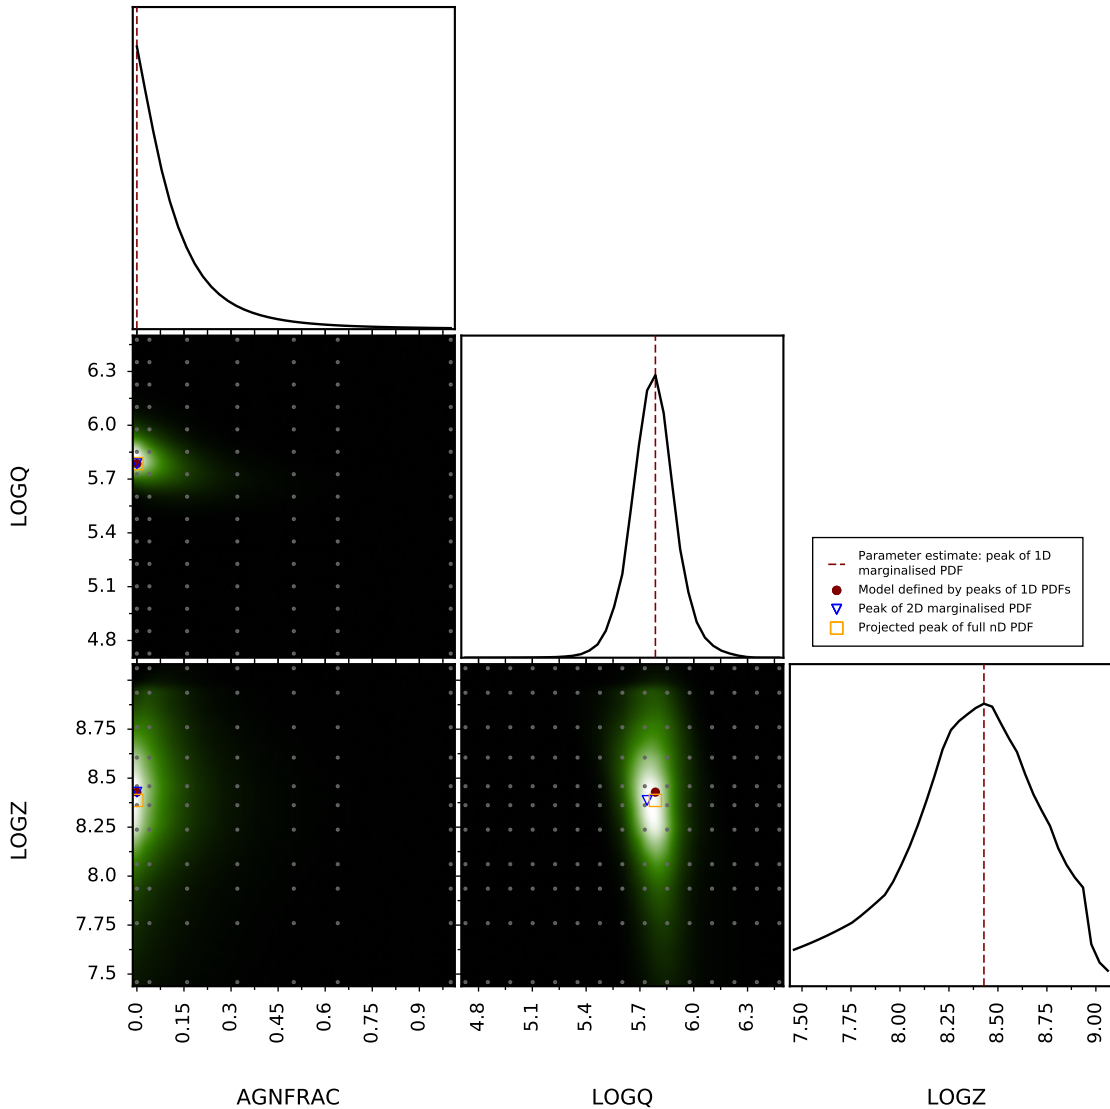 6.3
6.0
5.7
5.4
5.1
4.8
LOGQ
Parameter estimate: peak of 1D
marginalised PDF
Model defined by peaks of 1D PDFs
Peak of 2D marginalised PDF
Projected peak of full nD PDF
8.75
8.5
8.25
8.0
7.75
7.5
LOGZ
0.0 0.15 0.3 0.45 0.6 0.75 0.9
4.8 5.1 5.4 5.7 6.0 6.3
7.50 7.75 8.00 8.25 8.50 8.75 9.00
AGNFRAC LOGQ LOGZ